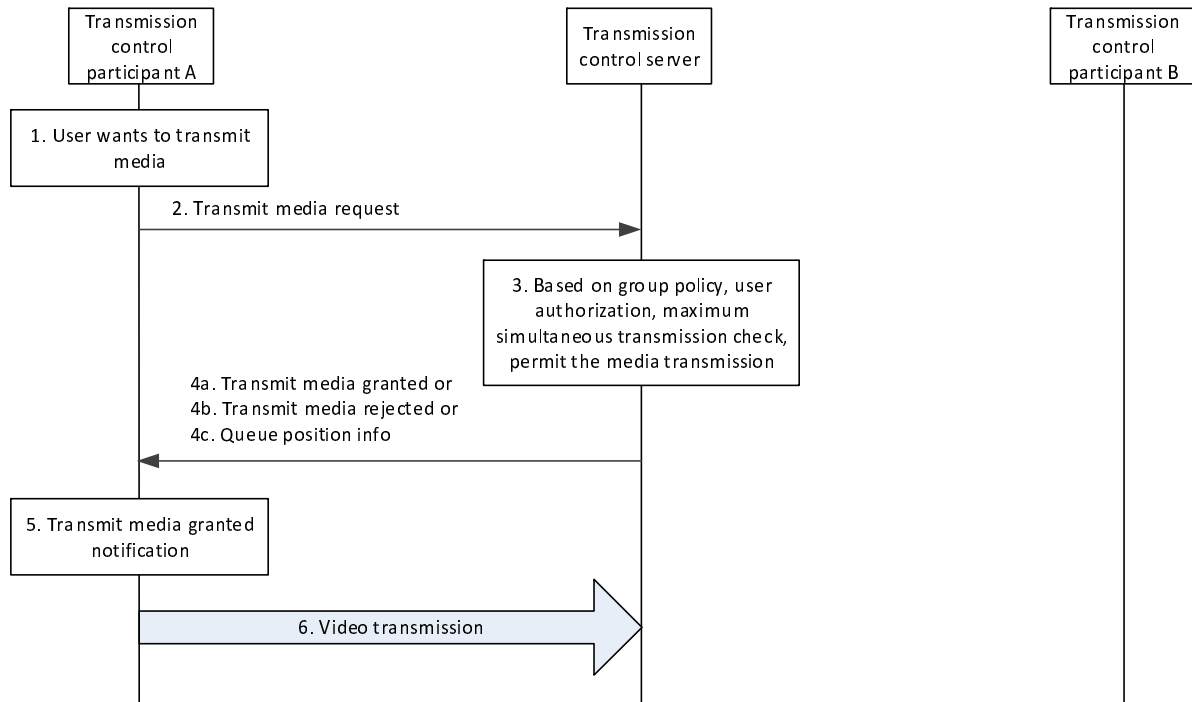 Transmission
control
participant A
Transmission
control server
Transmission
control
participant B
1. User wants to transmit
media
2. Transmit media request
3. Based on group policy, user
authorization, maximum
simultaneous transmission check,
permit the media transmission
4a. Transmit media granted or
4b. Transmit media rejected or
4c. Queue position info
5. Transmit media granted
notification
6. Video transmission